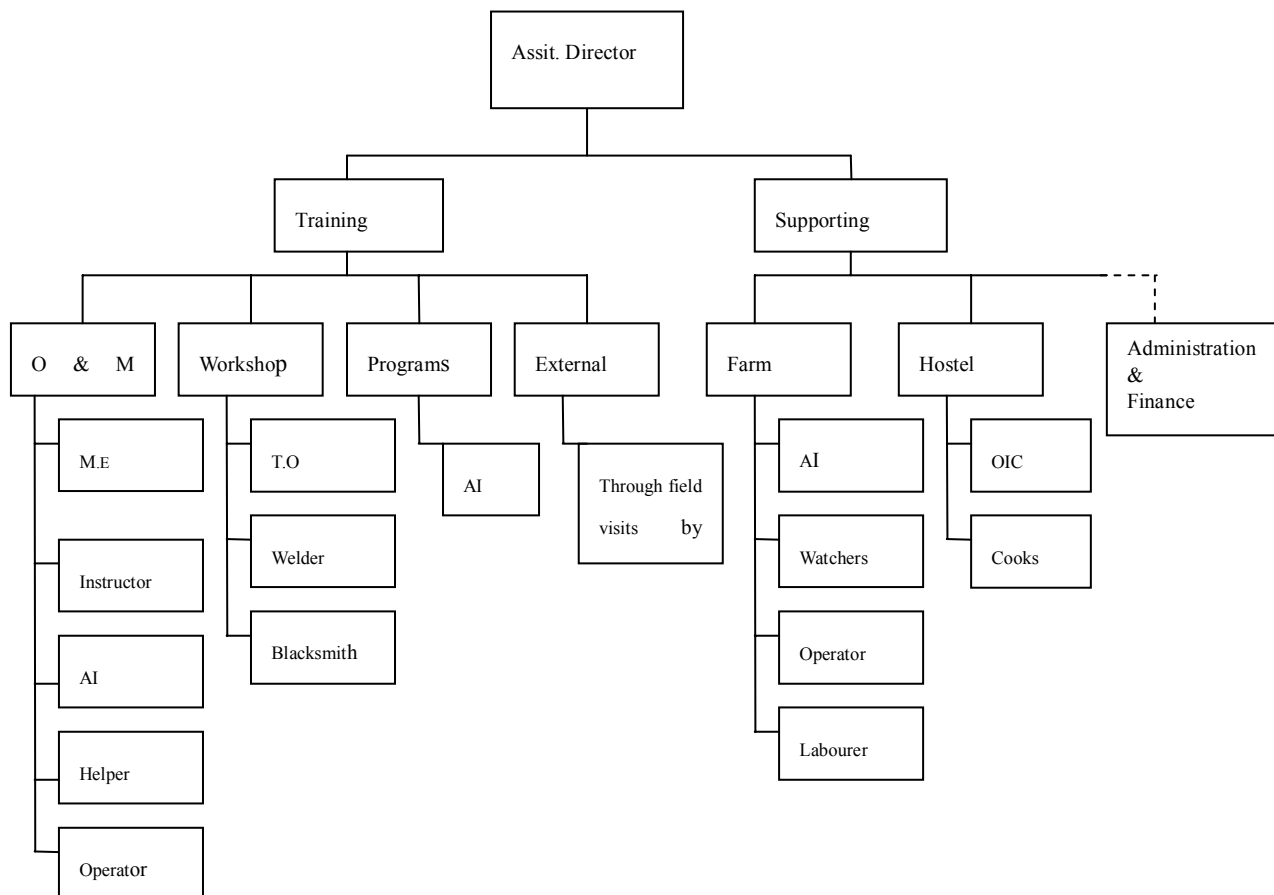 Assit. Director
Training
Supporting
O & M
Workshop
Programs
External
Farm
Hostel
Administration
&
Finance
M.E
T.O
AI
Through field
visits by
AI
OIC
Instructor
Welder
Watchers
Cooks
AI
Blacksmith
Operator
Helper
Labourer
Operator